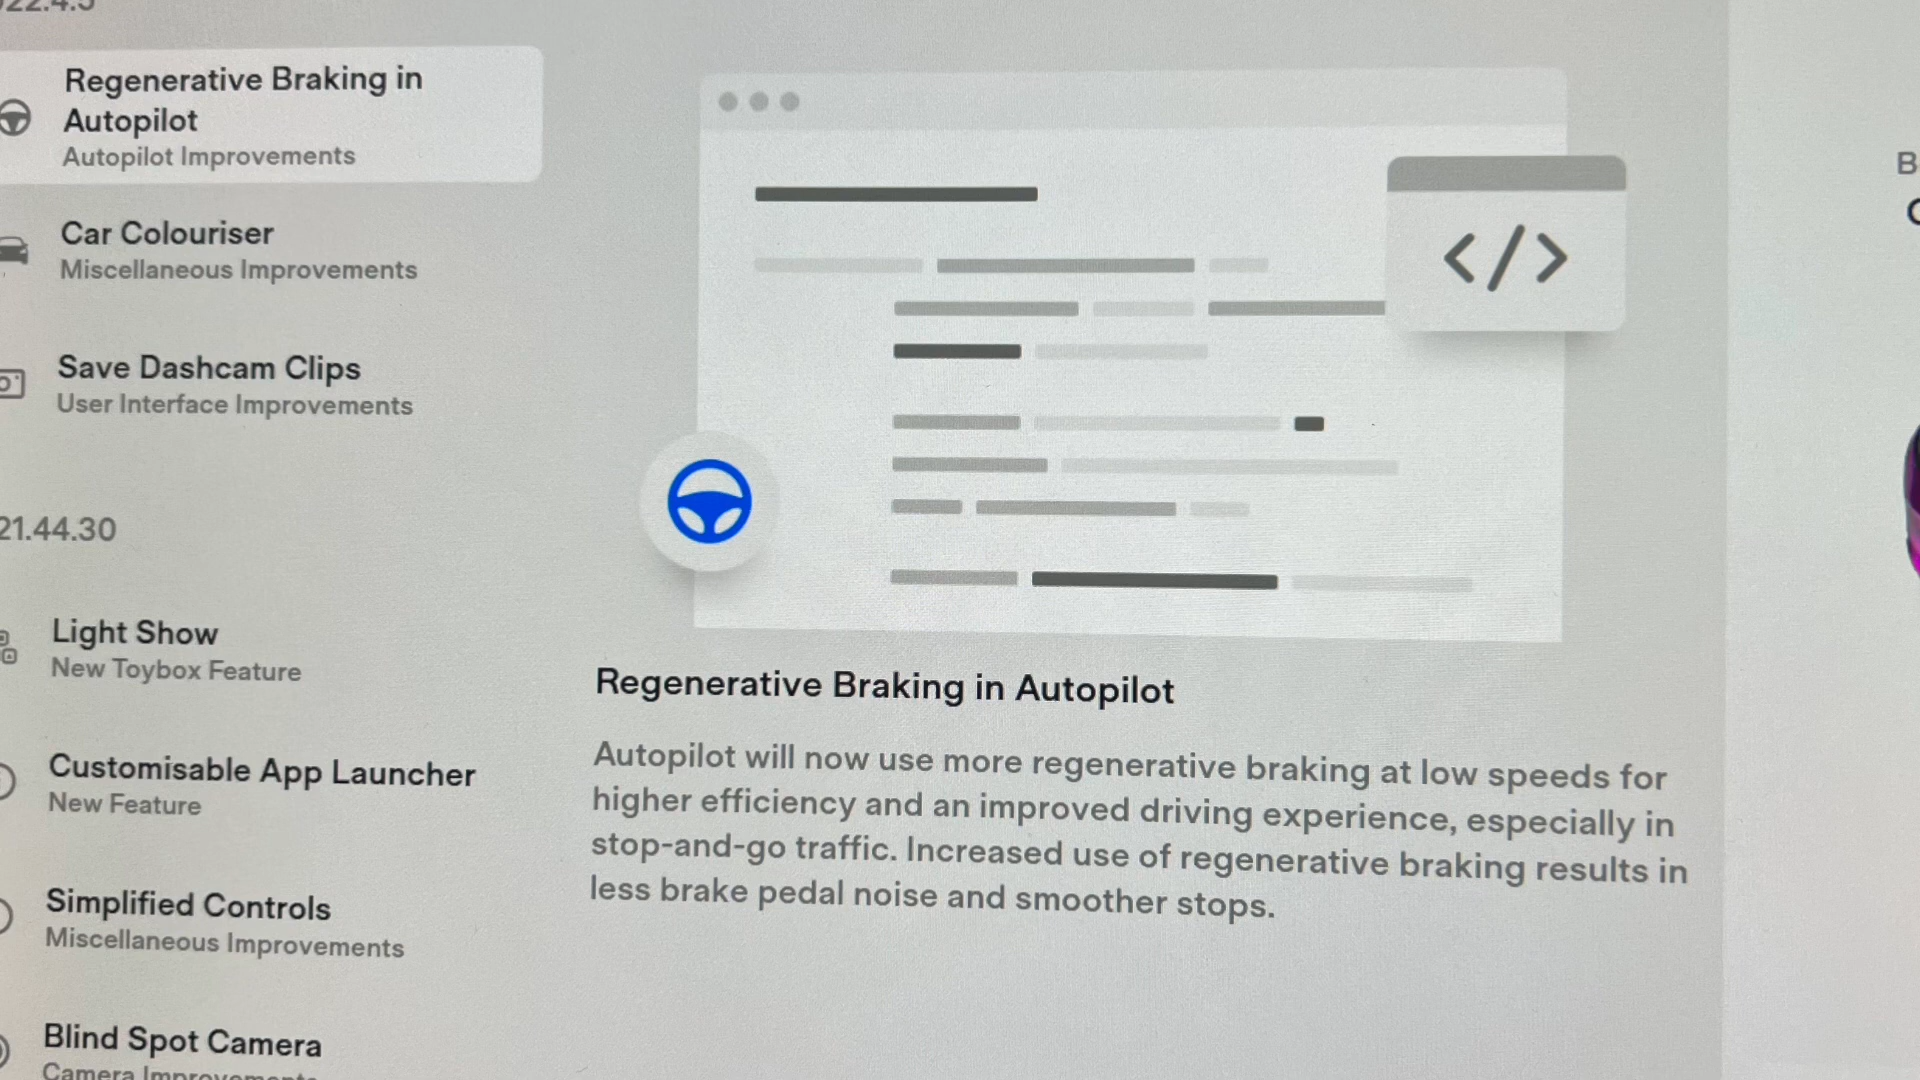 Regenerative Braking in
Autopilot
Autopilot Improvements
Car Colouriser
Miscellaneous Improvements
Save Dashcam Clips
User Interface Improvements
21.44.30
Light Show
New Toybox Feature
Customisable App Launcher
New Feature
Simplified Controls
Miscellaneous Improvements
Blind Spot Camera
Camera Improvements
</>
Regenerative Braking in Autopilot
Autopilot will now use more regenerative braking at low speeds for
higher efficiency and an improved driving experience, especially in
stop-and-go traffic. Increased use of regenerative braking results in
less brake pedal noise and smoother stops.